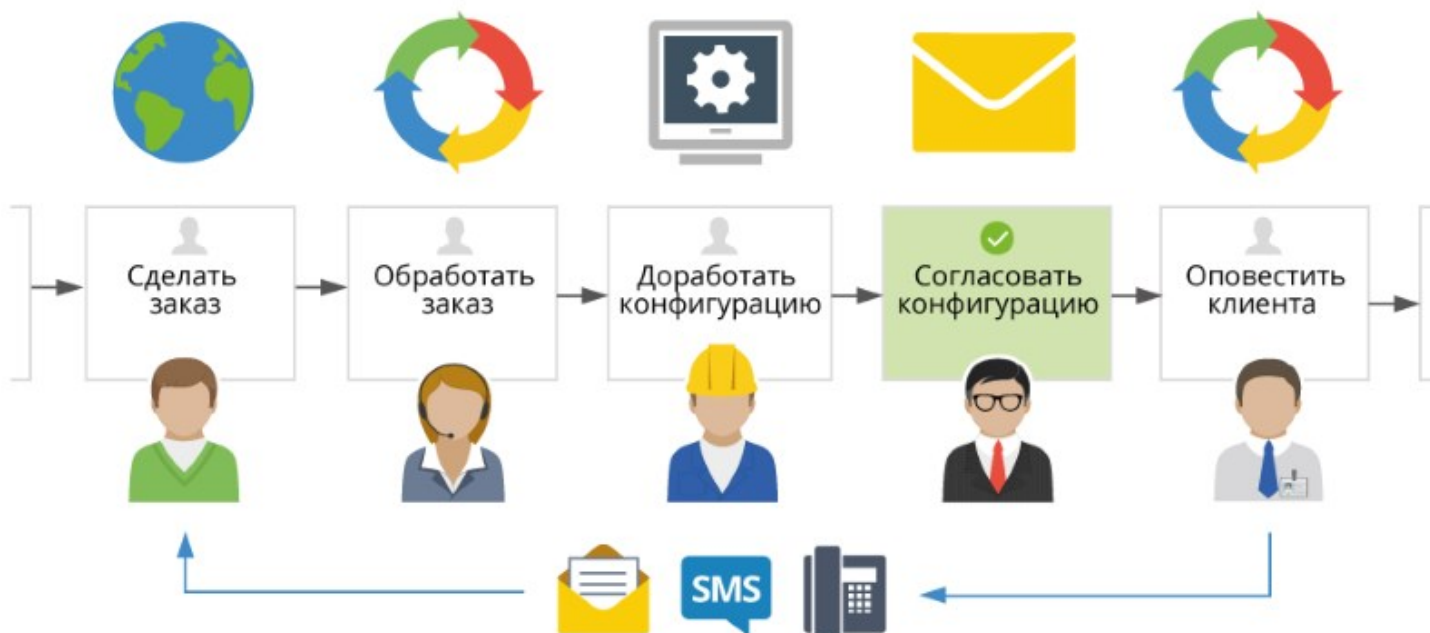 Сделать
заказ
Обработать
заказ
Доработать
конфигурацию
Согласовать
конфигурацию
Оповестить
клиента
SMS